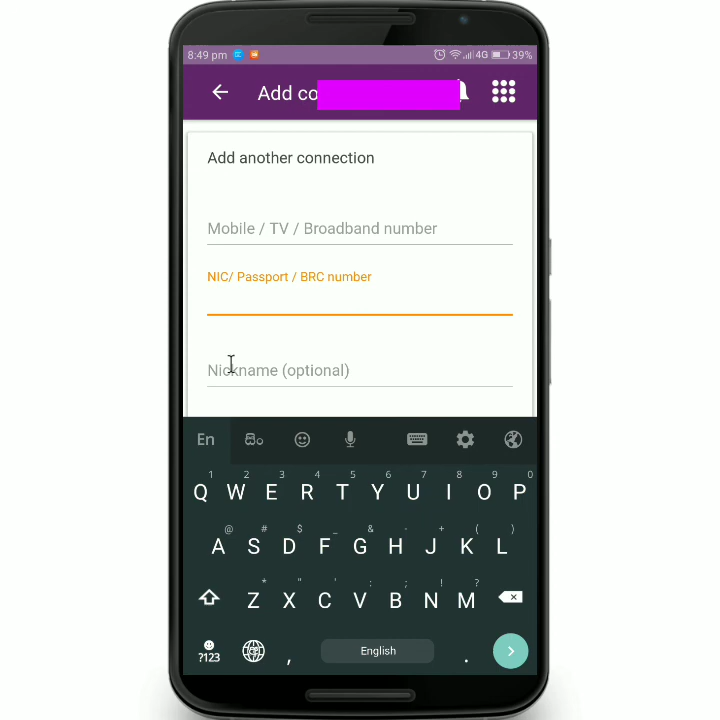 8:49 pm 4G 39%
Add co
Add another connection
Mobile / TV / Broadband number
NIC/ Passport / BRC number
Nickname (optional)
En
1 2 3 4 5 6 7 8 9 0
Q W E R T Y U I O P
@ # $ _ & - + ( )
A S D F G H J K L
* " ' : ; ! ?
Z X C V B N M
?123 , English .